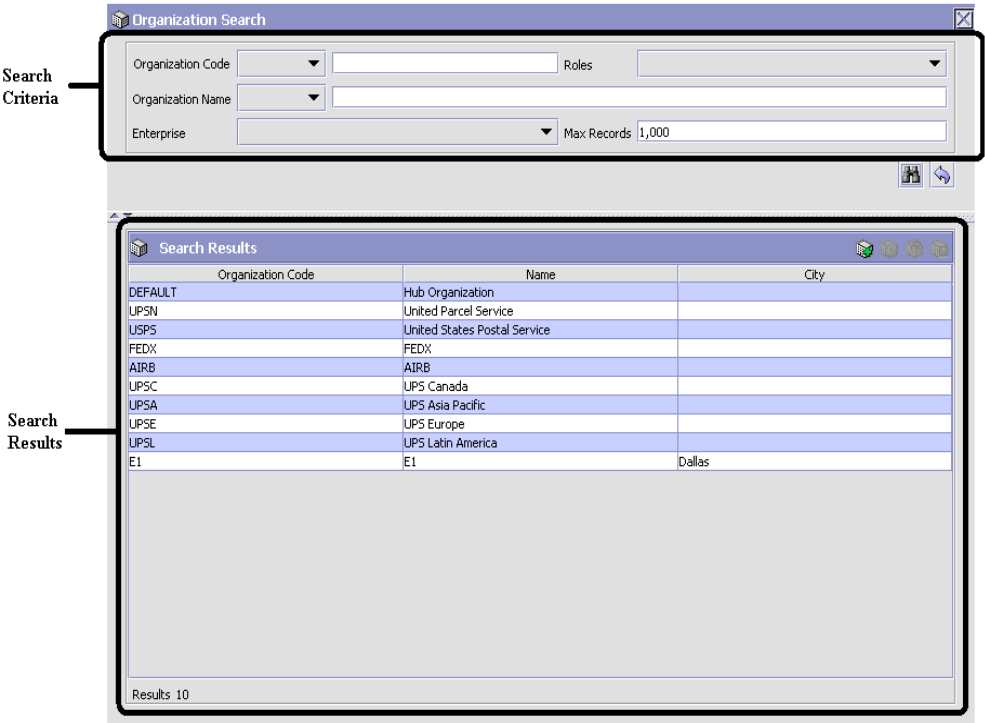 Organization Search
Search
Criteria
Organization Code
Roles
Organization Name
Enterprise
Max Records 1,000
Search Results
Organization Code Name City
DEFAULT Hub Organization
UPSN United Parcel Service
USPS United States Postal Service
FEDX FEDX
AIRB AIRB
UPSC UPS Canada
UPSA UPS Asia Pacific
UPSE UPS Europe
UPSL UPS Latin America
E1 E1 Dallas
Search
Results
Results 10